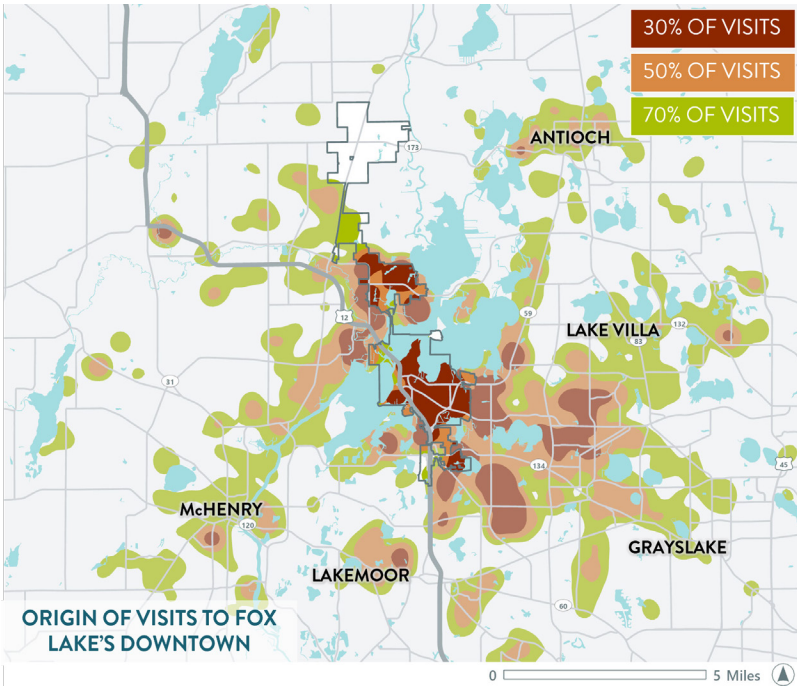 30% OF VISITS
50% OF VISITS
70% OF VISITS
ANTIOCH
173
59
12
LAKE VILLA
132
83
31
45
134
McHENRY
120
GRAYSLAKE
LAKEMOOR
60
ORIGIN OF VISITS TO FOX
LAKE'S DOWNTOWN
0 5 Miles